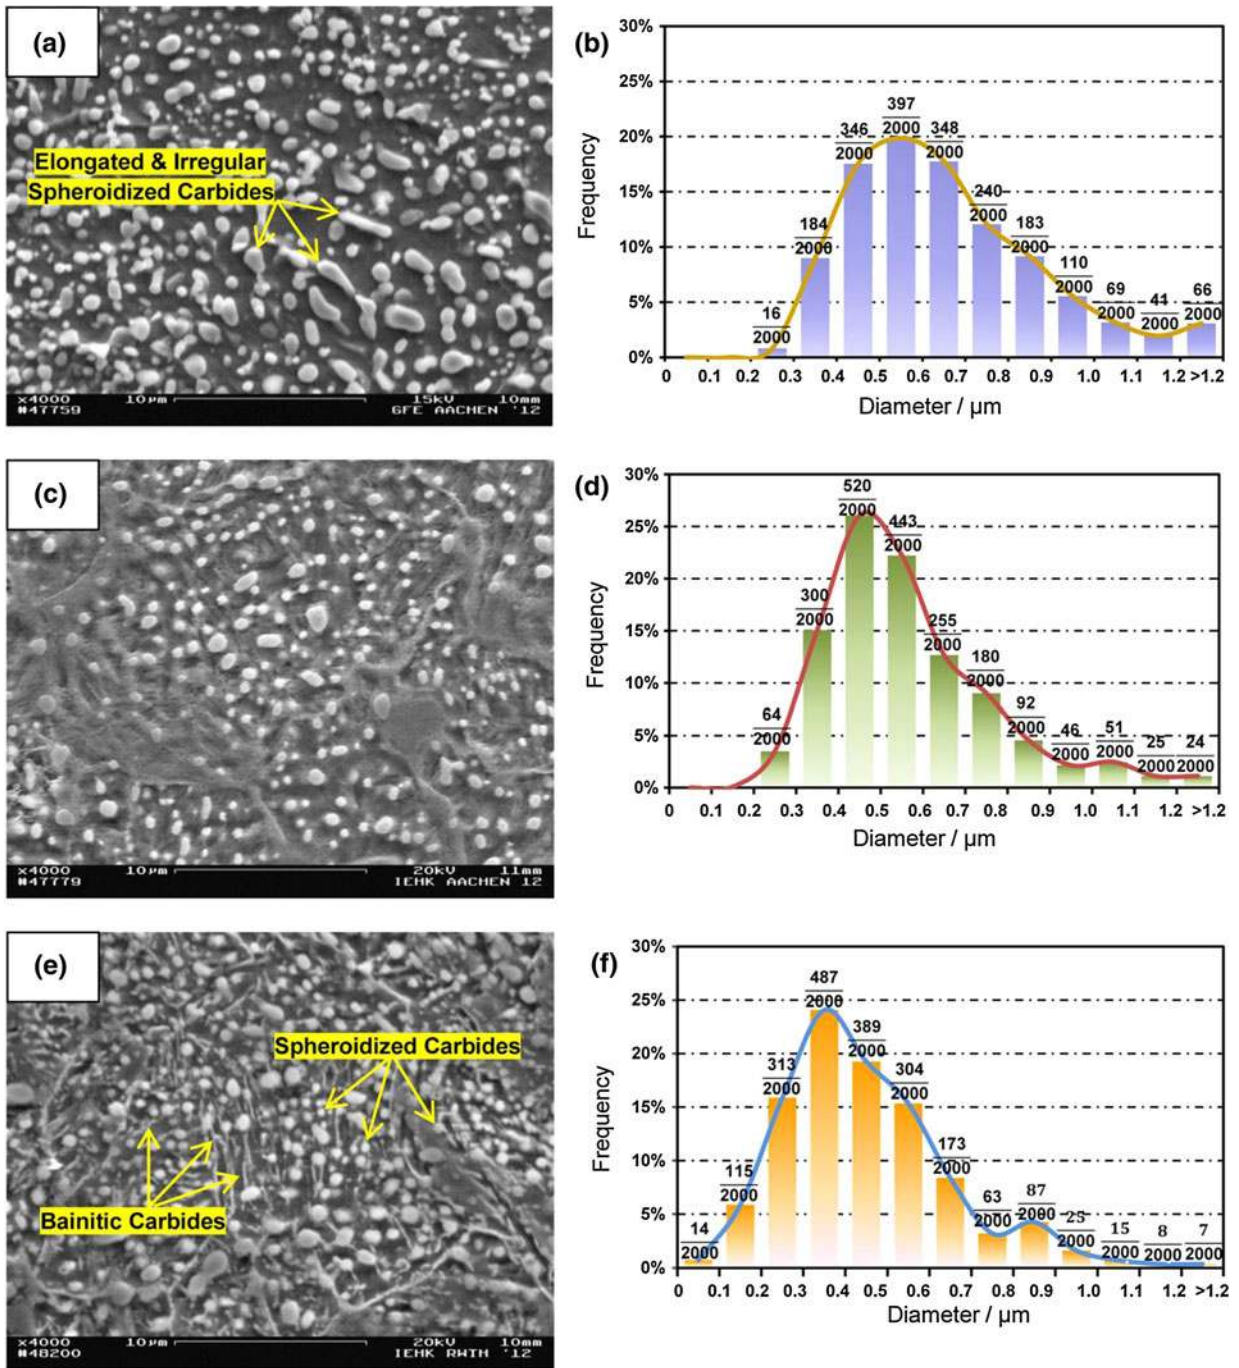 (a)
Elongated & Irregular
Spheroidized Carbides
x4000 10µm 15kV 10mm
#47759 GFE AACHEN '12
(b)
30%
25%
20%
15%
10%
5%
0%
Frequency
16/2000
184/2000
346/2000
397/2000
348/2000
240/2000
183/2000
110/2000
69/2000
41/2000
66/2000
0 0.1 0.2 0.3 0.4 0.5 0.6 0.7 0.8 0.9 1.0 1.1 1.2 >1.2
Diameter / µm
(c)
x4000 10µm 20kV 11mm
#47779 IEHK AACHEN 12
(d)
30%
25%
20%
15%
10%
5%
0%
Frequency
64/2000
300/2000
520/2000
443/2000
255/2000
180/2000
92/2000
46/2000
51/2000
25/2000
24/2000
0 0.1 0.2 0.3 0.4 0.5 0.6 0.7 0.8 0.9 1.0 1.1 1.2 >1.2
Diameter / µm
(e)
Spheroidized Carbides
Bainitic Carbides
x4000 10µm 20kV 10mm
#48200 IEHK RWTH '12
(f)
30%
25%
20%
15%
10%
5%
0%
Frequency
14/2000
115/2000
313/2000
487/2000
389/2000
304/2000
173/2000
63/2000
87/2000
25/2000
15/2000
8/2000
7/2000
0 0.1 0.2 0.3 0.4 0.5 0.6 0.7 0.8 0.9 1.0 1.1 1.2 >1.2
Diameter / µm